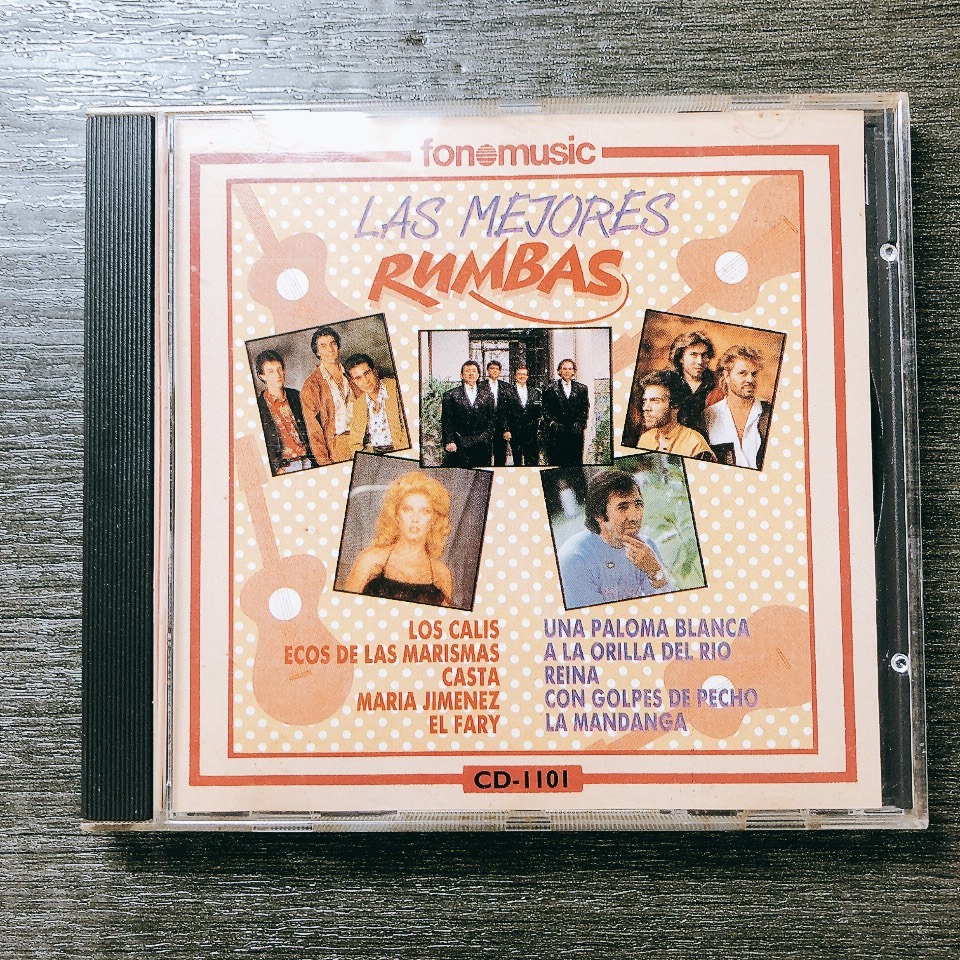 fonomusic
LAS MEJORES
RUMBAS
LOS CALIS UNA PALOMA BLANCA
ECOS DE LAS MARISMAS A LA ORILLA DEL RIO
CASTA REINA
MARIA JIMENEZ CON GOLPES DE PECHO
EL FARY LA MANDANGA
CD-1101